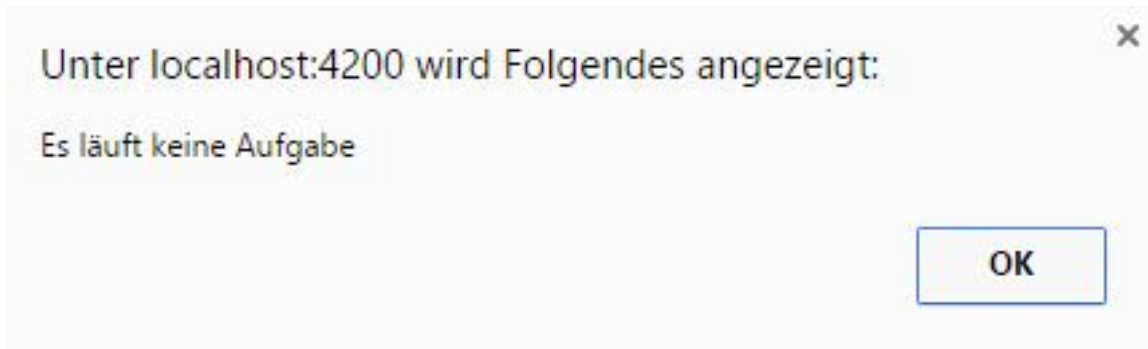 Unter localhost:4200 wird Folgendes angezeigt:
Es läuft keine Aufgabe
OK